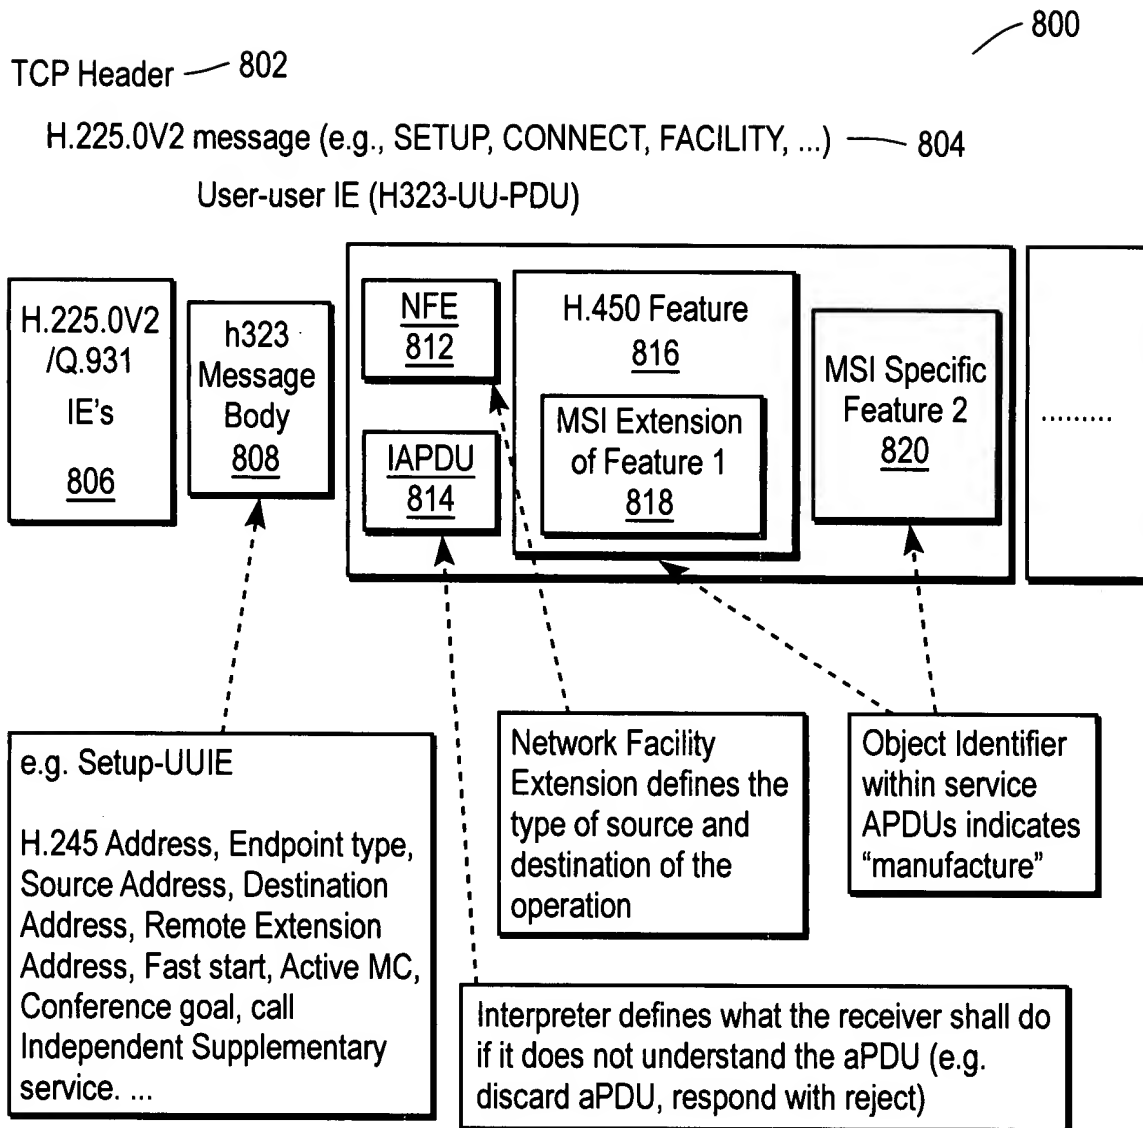 800
TCP Header 802
H.225.0V2 message (e.g., SETUP, CONNECT, FACILITY, ...) 804
User-user IE (H323-UU-PDU)
H.225.0V2
/Q.931
IE's
806
h323
Message
Body
808
NFE
812
IAPDU
814
H.450 Feature
816
MSI Extension
of Feature 1
818
MSI Specific
Feature 2
820
.........
e.g. Setup-UUIE
H.245 Address, Endpoint type,
Source Address, Destination
Address, Remote Extension
Address, Fast start, Active MC,
Conference goal, call
Independent Supplementary
service. ...
Network Facility
Extension defines the
type of source and
destination of the
operation
Object Identifier
within service
APDUs indicates
“manufacture”
Interpreter defines what the receiver shall do
if it does not understand the aPDU (e.g.
discard aPDU, respond with reject)